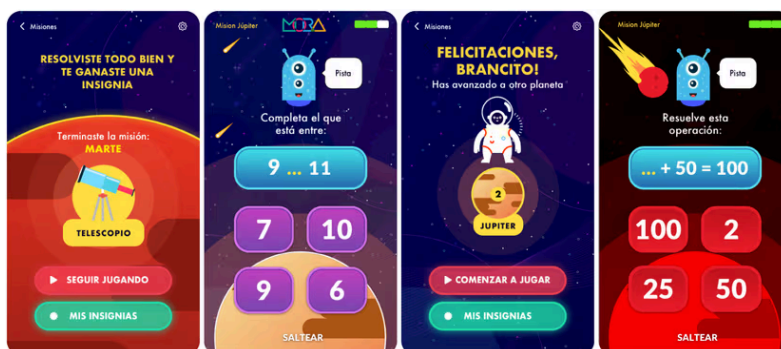 Misiones
RESOLVISTE TODO BIEN Y
TE GANASTE UNA
INSIGNIA
Terminaste la misión:
MARTE
TELESCOPIO
SEGUIR JUGANDO
MIS INSIGNIAS
Mision Júpiter
MORA
Pista
Completa el que
está entre:
9 ... 11
7
10
9
6
SALTEAR
Misiones
FELICITACIONES,
BRANCITO!
Has avanzado a otro planeta
2
JUPITER
COMENZAR A JUGAR
MIS INSIGNIAS
Mision Júpiter
Pista
Resuelve esta
operación:
... + 50 = 100
100
2
25
50
SALTEAR